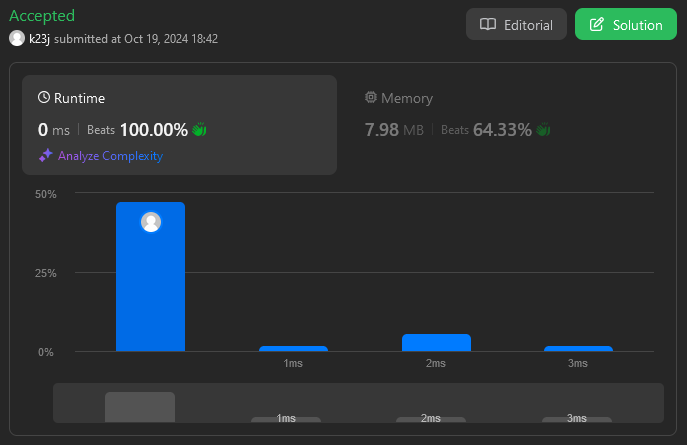 Accepted
k23j submitted at Oct 19, 2024 18:42
Editorial
Solution
Runtime
0 ms | Beats 100.00%
Analyze Complexity
Memory
7.98 MB | Beats 64.33%
50%
25%
0%
1ms 2ms 3ms
1ms 2ms 3ms